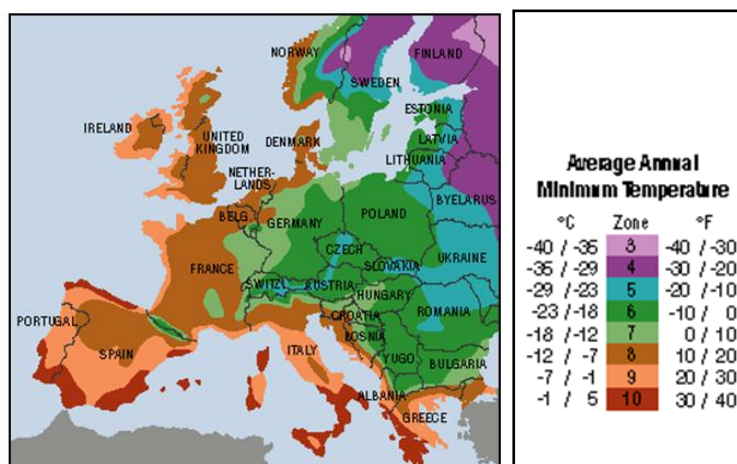 NORWAY
FINLAND
SWEDEN
ESTONIA
IRELAND
UNITED
KINGDOM
DENMARK
LATVIA
LITHUANIA
NETHER-
LANDS
BYELARUS
BELG.
GERMANY
POLAND
CZECH
UKRAINE
SLOVAKIA
FRANCE
SWITZ.
AUSTRIA
HUNGARY
ROMANIA
CROATIA
BOSNIA
PORTUGAL
SPAIN
ITALY
YUGO.
BULGARIA
ALBANIA
GREECE
Average Annual
Minimum Temperature
°C Zone °F
-40 / -35 3 -40 / -30
-35 / -29 4 -30 / -20
-29 / -23 5 -20 / -10
-23 / -18 6 -10 / 0
-18 / -12 7 0 / 10
-12 / -7 8 10 / 20
-7 / -1 9 20 / 30
-1 / 5 10 30 / 40